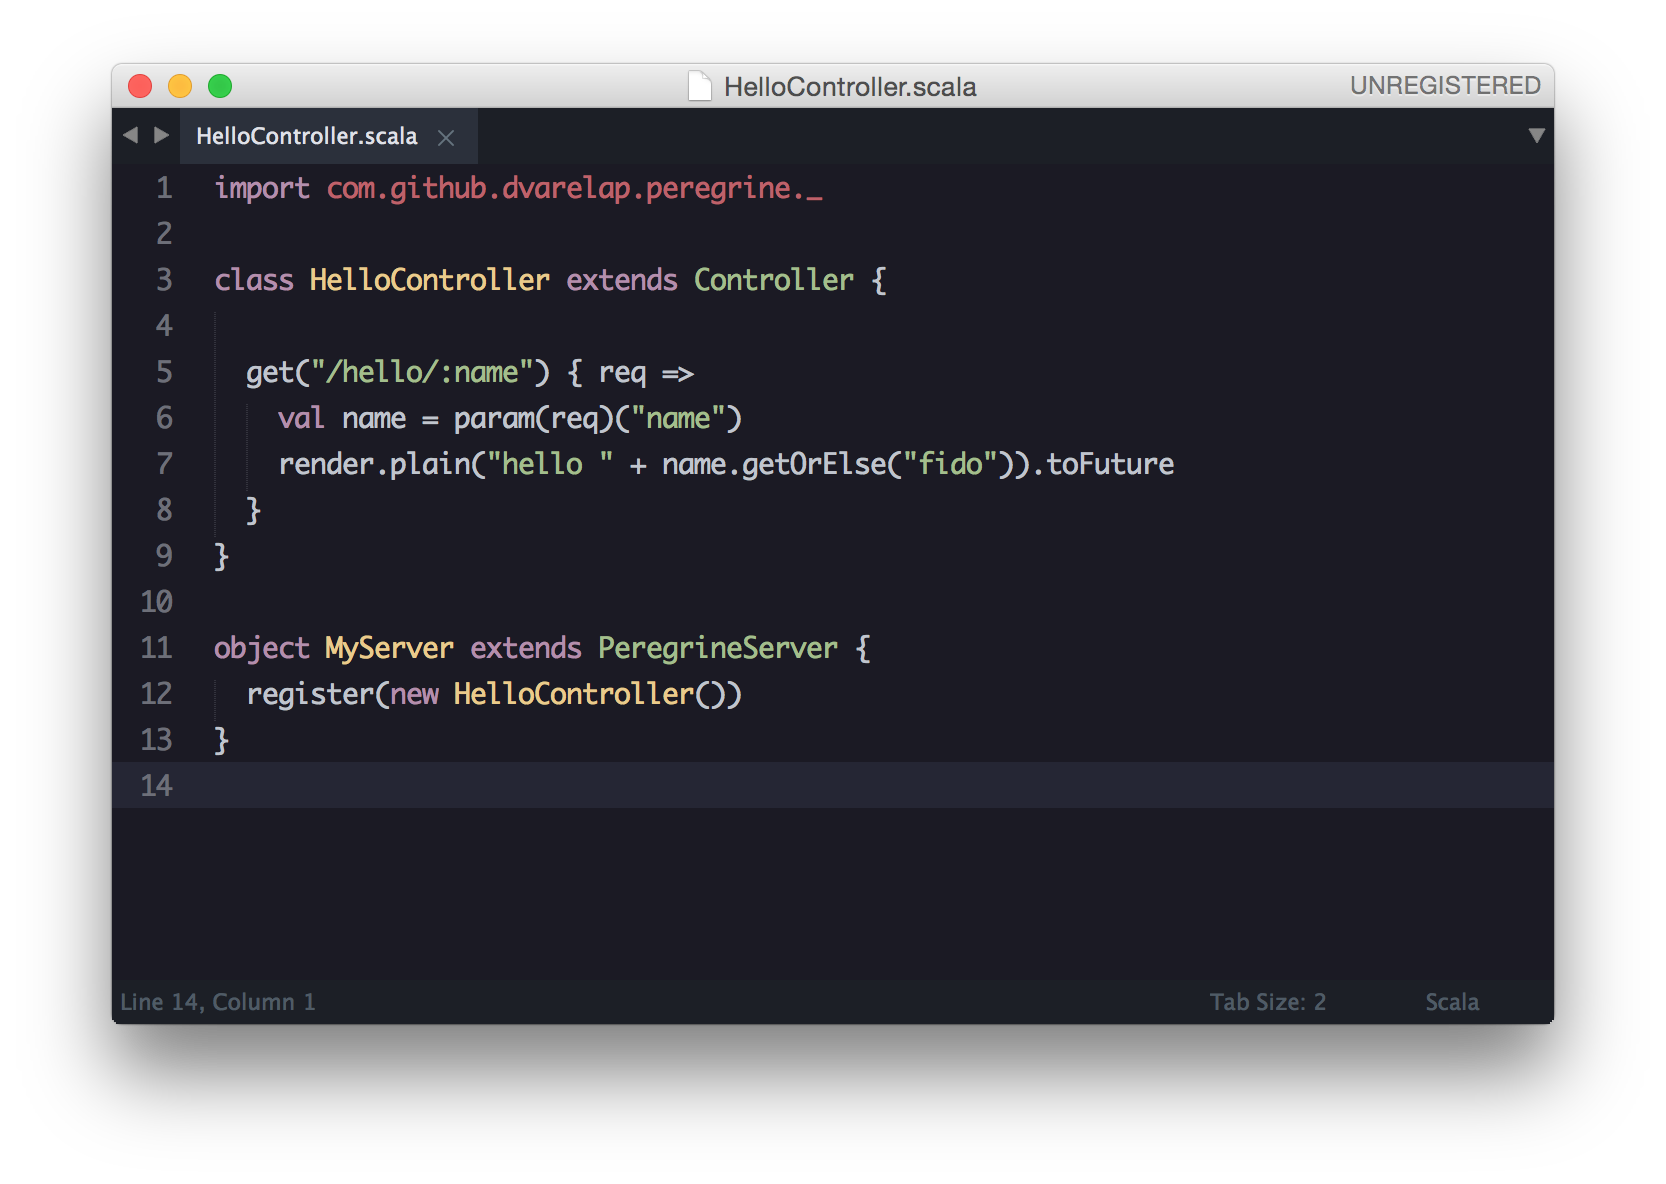 HelloController.scala
UNREGISTERED
HelloController.scala
1 import com.github.dvarelap.peregrine._
2
3 class HelloController extends Controller {
4
5   get("/hello/:name") { req =>
6     val name = param(req)("name")
7     render.plain("hello " + name.getOrElse("fido")).toFuture
8   }
9 }
10
11 object MyServer extends PeregrineServer {
12   register(new HelloController())
13 }
14
Line 14, Column 1
Tab Size: 2
Scala